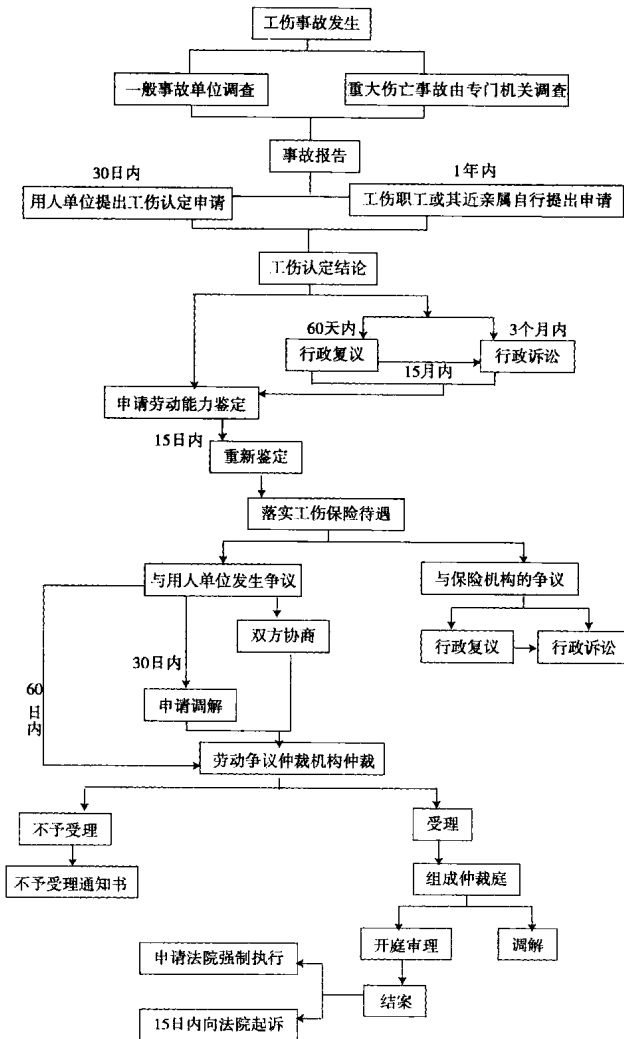 工伤事故发生
一般事故单位调查
重大伤亡事故由专门机关调查
事故报告
30日内
1年内
用人单位提出工伤认定申请
工伤职工或其近亲属自行提出申请
工伤认定结论
60天内
3个月内
行政复议
行政诉讼
15月内
申请劳动能力鉴定
15日内
重新鉴定
落实工伤保险待遇
与用人单位发生争议
与保险机构的争议
双方协商
行政复议
行政诉讼
30日内
60日内
申请调解
劳动争议仲裁机构仲裁
不予受理
受理
不予受理通知书
组成仲裁庭
开庭审理
调解
申请法院强制执行
结案
15日内向法院起诉